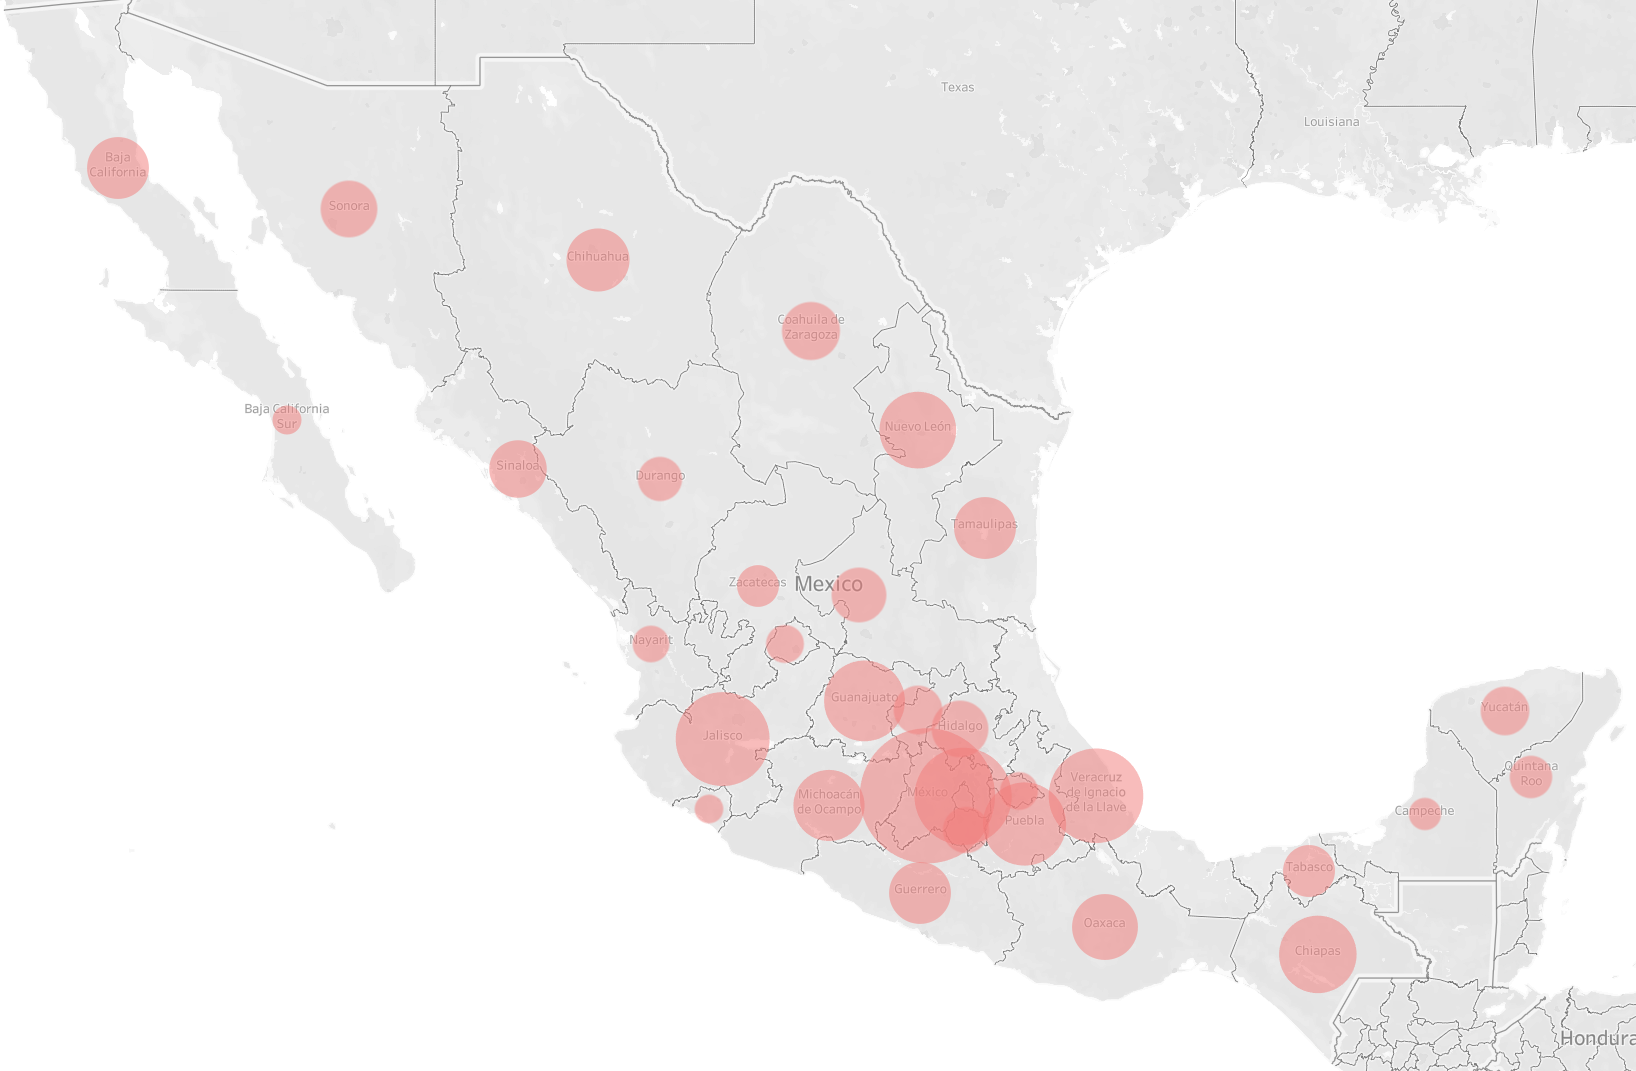 Texas
Louisiana
Baja
California
Sonora
Chihuahua
Coahuila de
Zaragoza
Baja California
Sur
Nuevo León
Sinaloa
Durango
Tamaulipas
Zacatecas
Mexico
Nayarit
Guanajuato
Hidalgo
Jalisco
México
Michoacán
de Ocampo
Puebla
Veracruz
de Ignacio
de la Llave
Yucatán
Quintana
Roo
Campeche
Tabasco
Guerrero
Oaxaca
Chiapas
Hondura